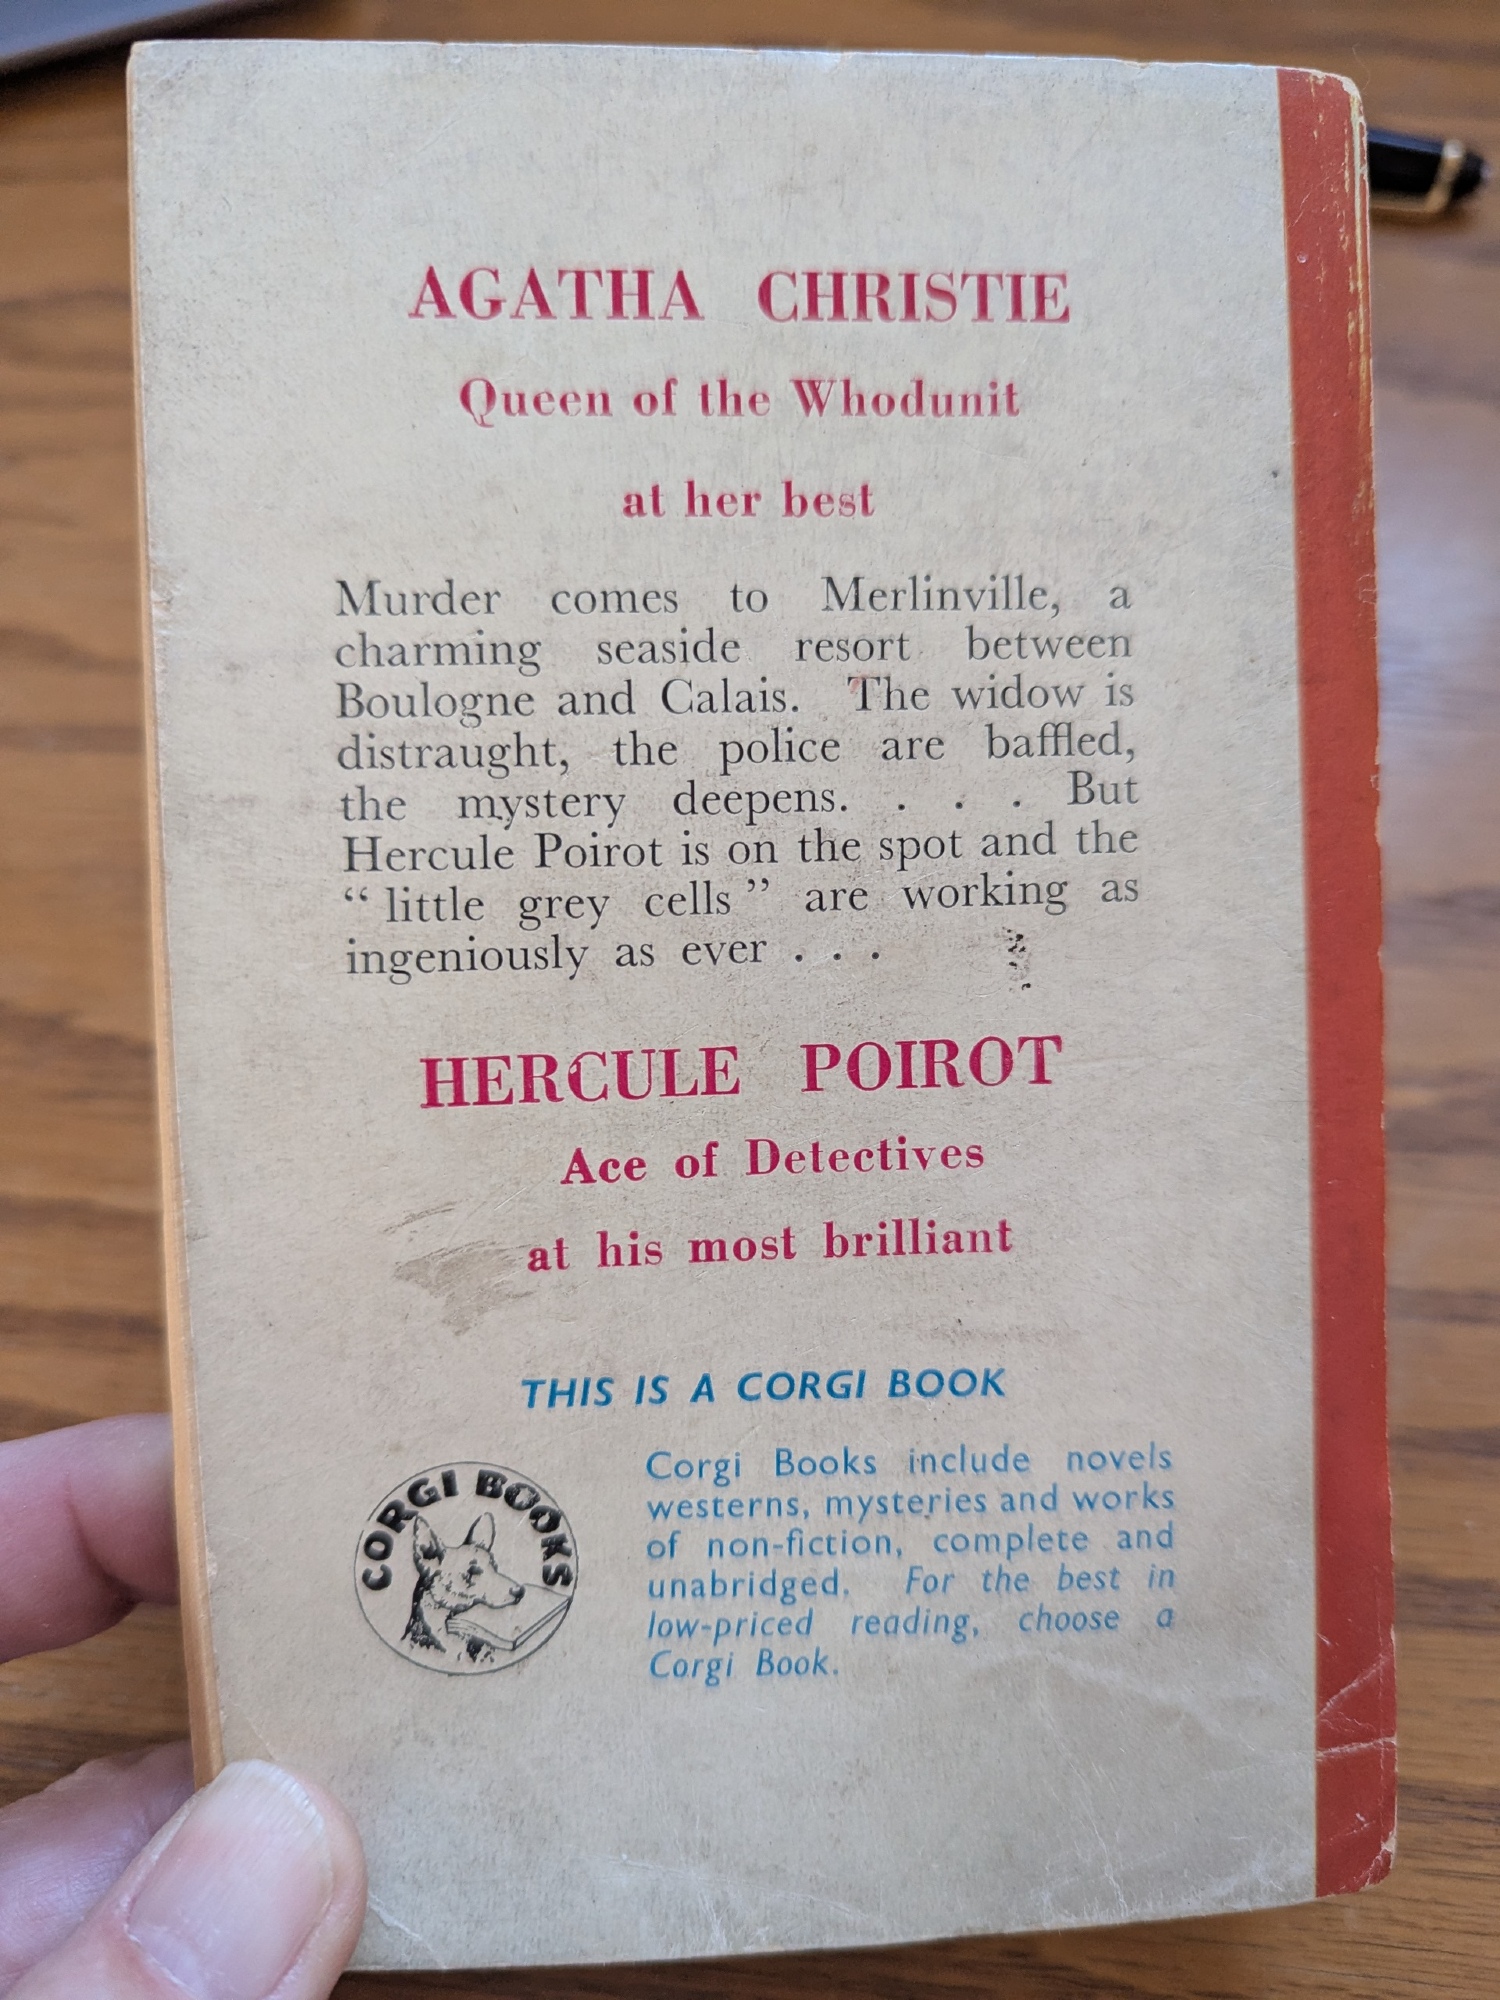 AGATHA CHRISTIE
Queen of the Whodunit
at her best
Murder comes to Merlinville, a
charming seaside resort between
Boulogne and Calais. The widow is
distraught, the police are baffled,
the mystery deepens. . . . But
Hercule Poirot is on the spot and the
“ little grey cells ” are working as
ingeniously as ever . . .
HERCULE POIROT
Ace of Detectives
at his most brilliant
THIS IS A CORGI BOOK
CORGI BOOKS
Corgi Books include novels
westerns, mysteries and works
of non-fiction, complete and
unabridged. For the best in
low-priced reading, choose a
Corgi Book.